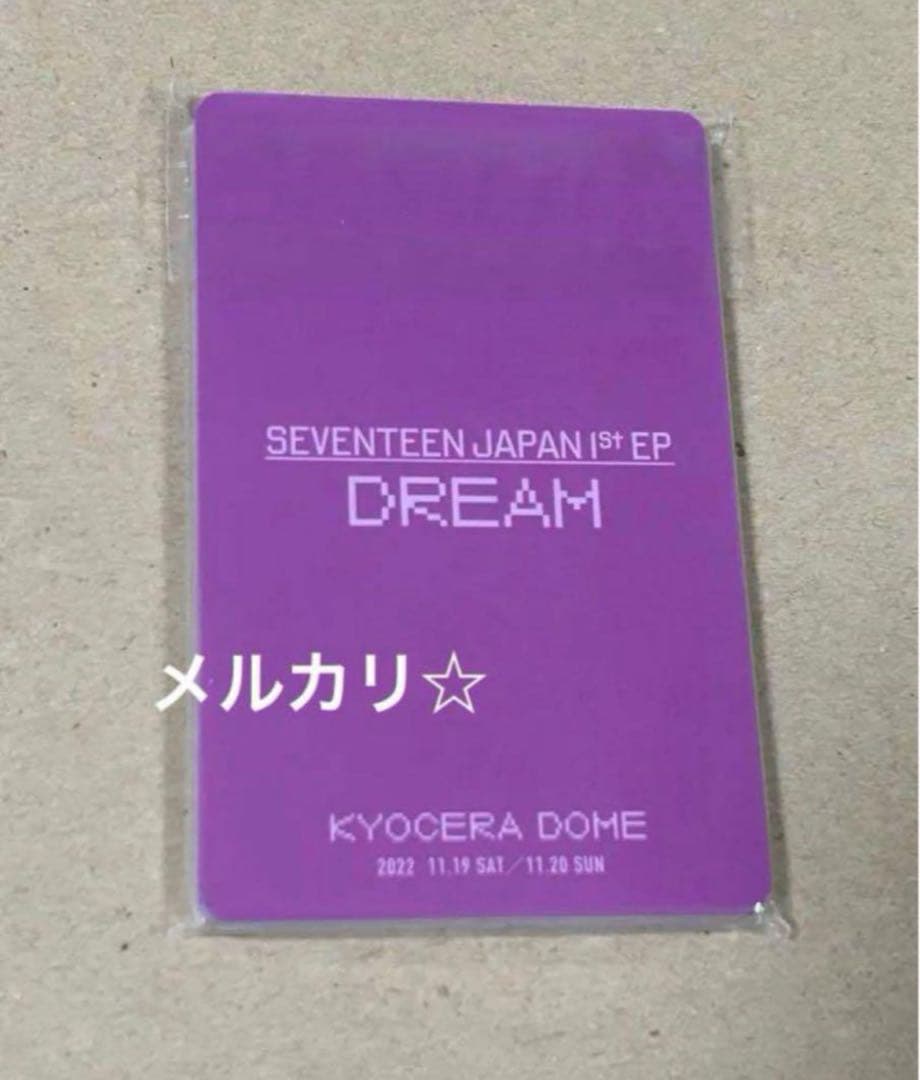 SEVENTEEN JAPAN 1st EP
DREAM
メルカリ☆
KYOCERA DOME
2022 11.19 SAT／11.20 SUN